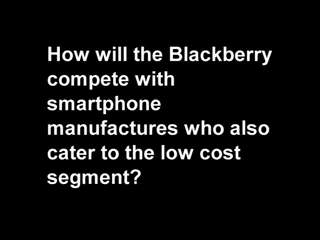 How will the Blackberry
compete with
smartphone
manufactures who also
cater to the low cost
segment?